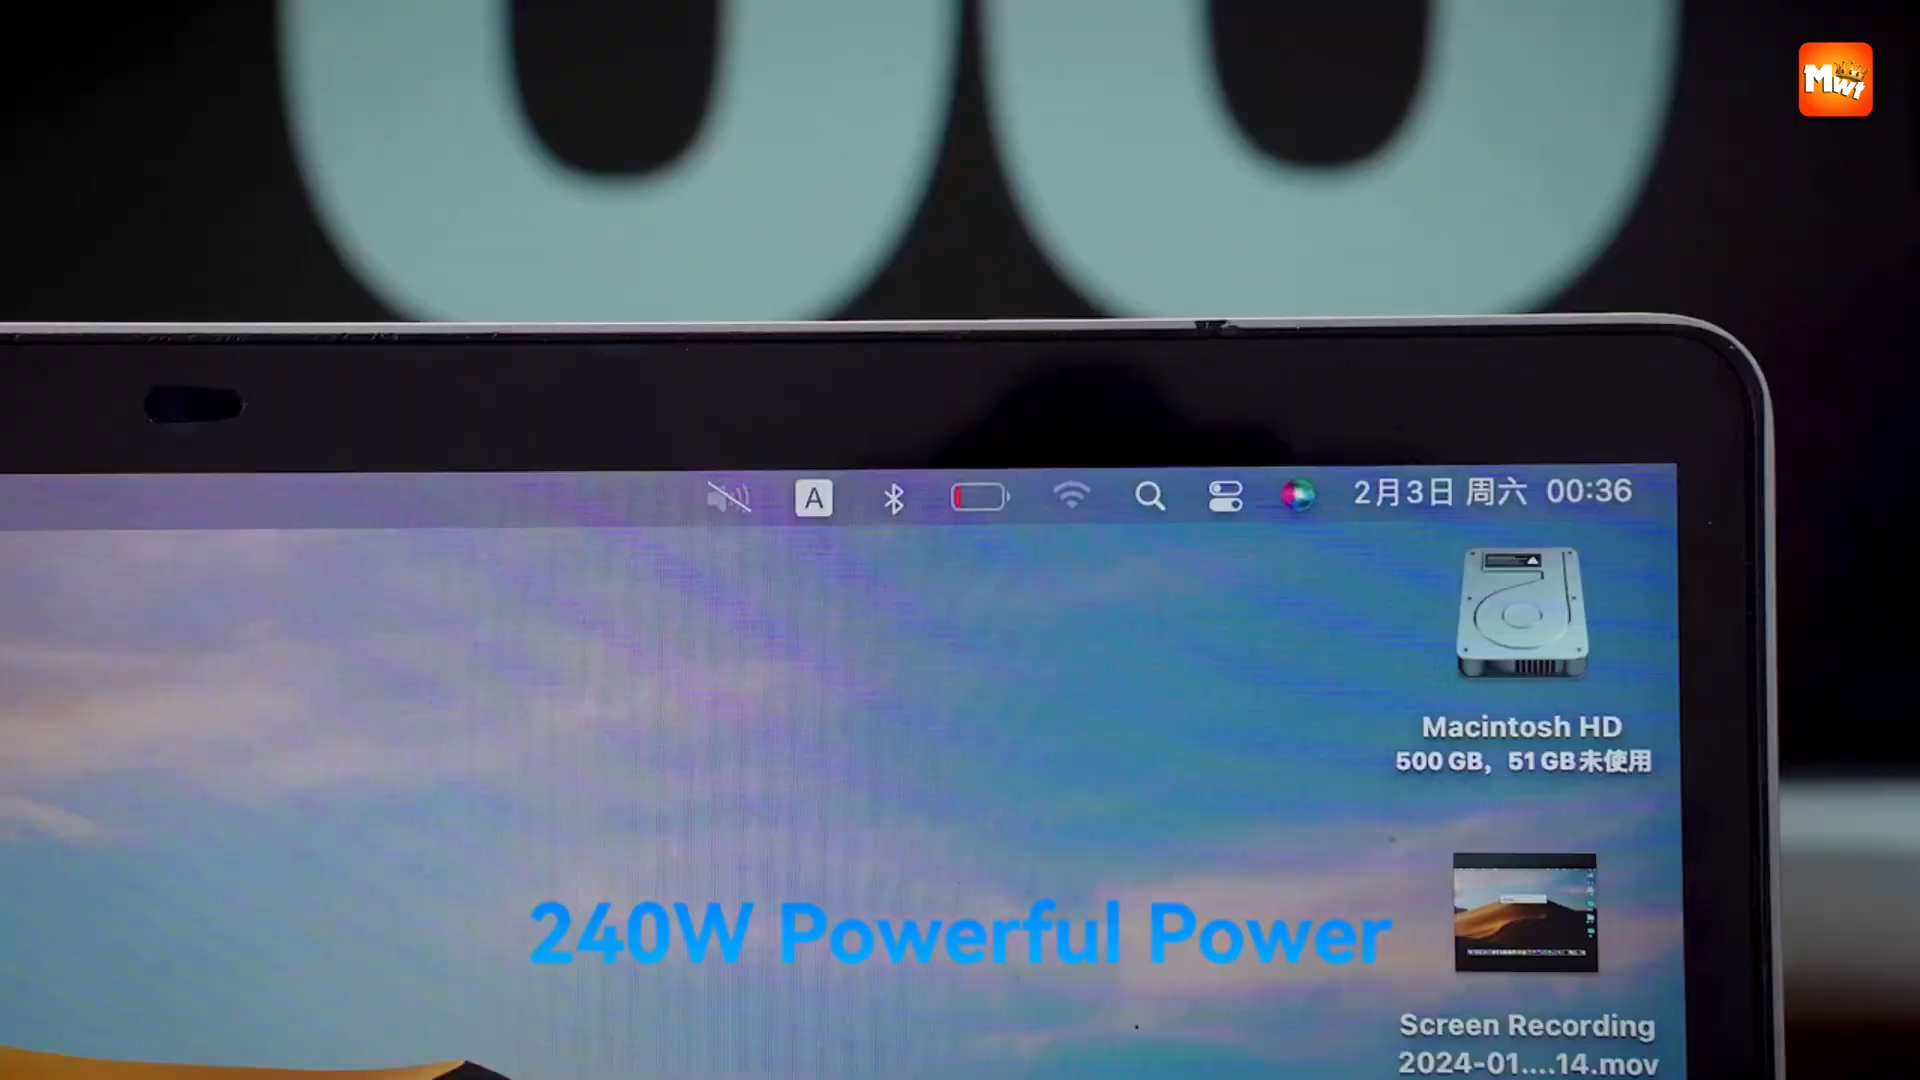 Mwt
A
2月3日 周六 00:36
Macintosh HD
500 GB，51 GB未使用
240W Powerful Power
Screen Recording
2024-01....14.mov